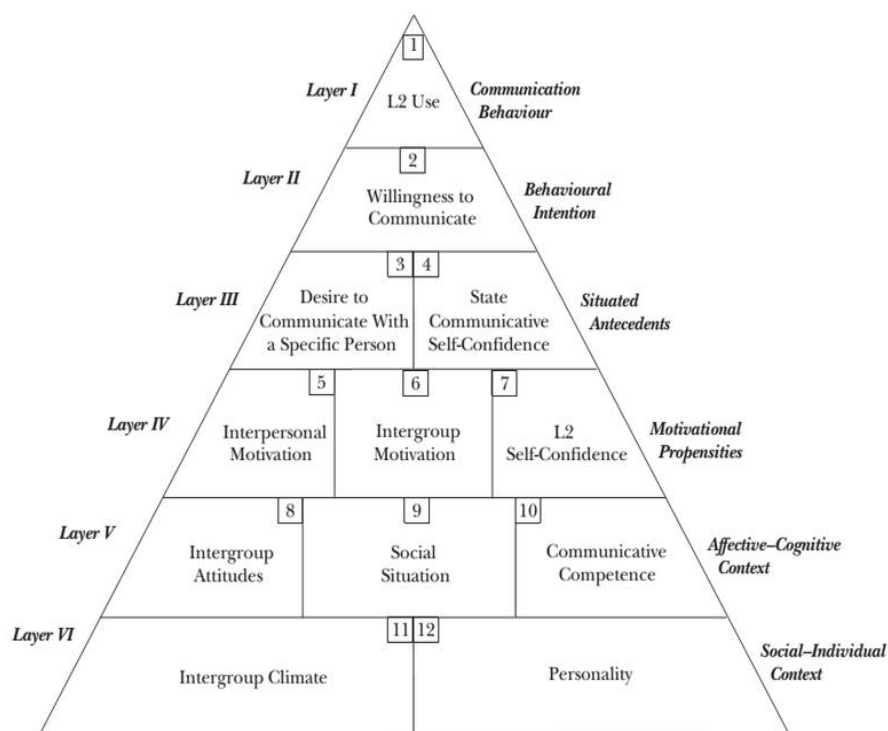 1
Layer I
L2 Use
Communication
Behaviour
2
Layer II
Willingness to
Communicate
Behavioural
Intention
3 4
Layer III
Desire to
Communicate With
a Specific Person
State
Communicative
Self-Confidence
Situated
Antecedents
5 6 7
Layer IV
Interpersonal
Motivation
Intergroup
Motivation
L2
Self-Confidence
Motivational
Propensities
8 9 10
Layer V
Intergroup
Attitudes
Social
Situation
Communicative
Competence
Affective–Cognitive
Context
11 12
Layer VI
Intergroup Climate
Personality
Social–Individual
Context